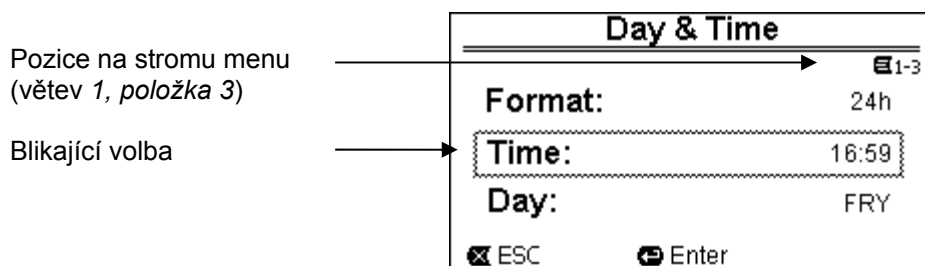 Day & Time
Pozice na stromu menu
(větev 1, položka 3)
1-3
Format: 24h
Blikající volba
Time: 16:59
Day: FRY
ESC Enter